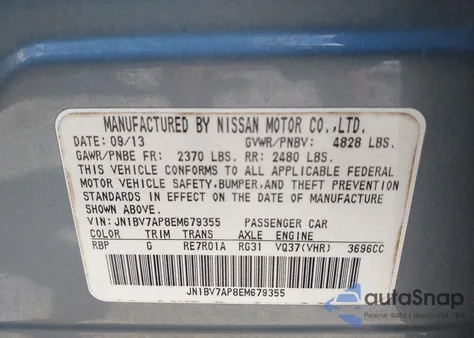 MANUFACTURED BY NISSAN MOTOR CO.,LTD.
DATE: 09/13 GVWR/PNBV: 4828 LBS.
GAWR/PNBE FR: 2370 LBS. RR: 2480 LBS.
THIS VEHICLE CONFORMS TO ALL APPLICABLE FEDERAL
MOTOR VEHICLE SAFETY, BUMPER, AND THEFT PREVENTION
STANDARDS IN EFFECT ON THE DATE OF MANUFACTURE
SHOWN ABOVE.
VIN: JN1BV7AP8EM679355 PASSENGER CAR
COLOR TRIM TRANS AXLE ENGINE
RBP G RE7R01A RG31 VQ37(VHR) 3696CC
JN1BV7AP8EM679355
autaSnap